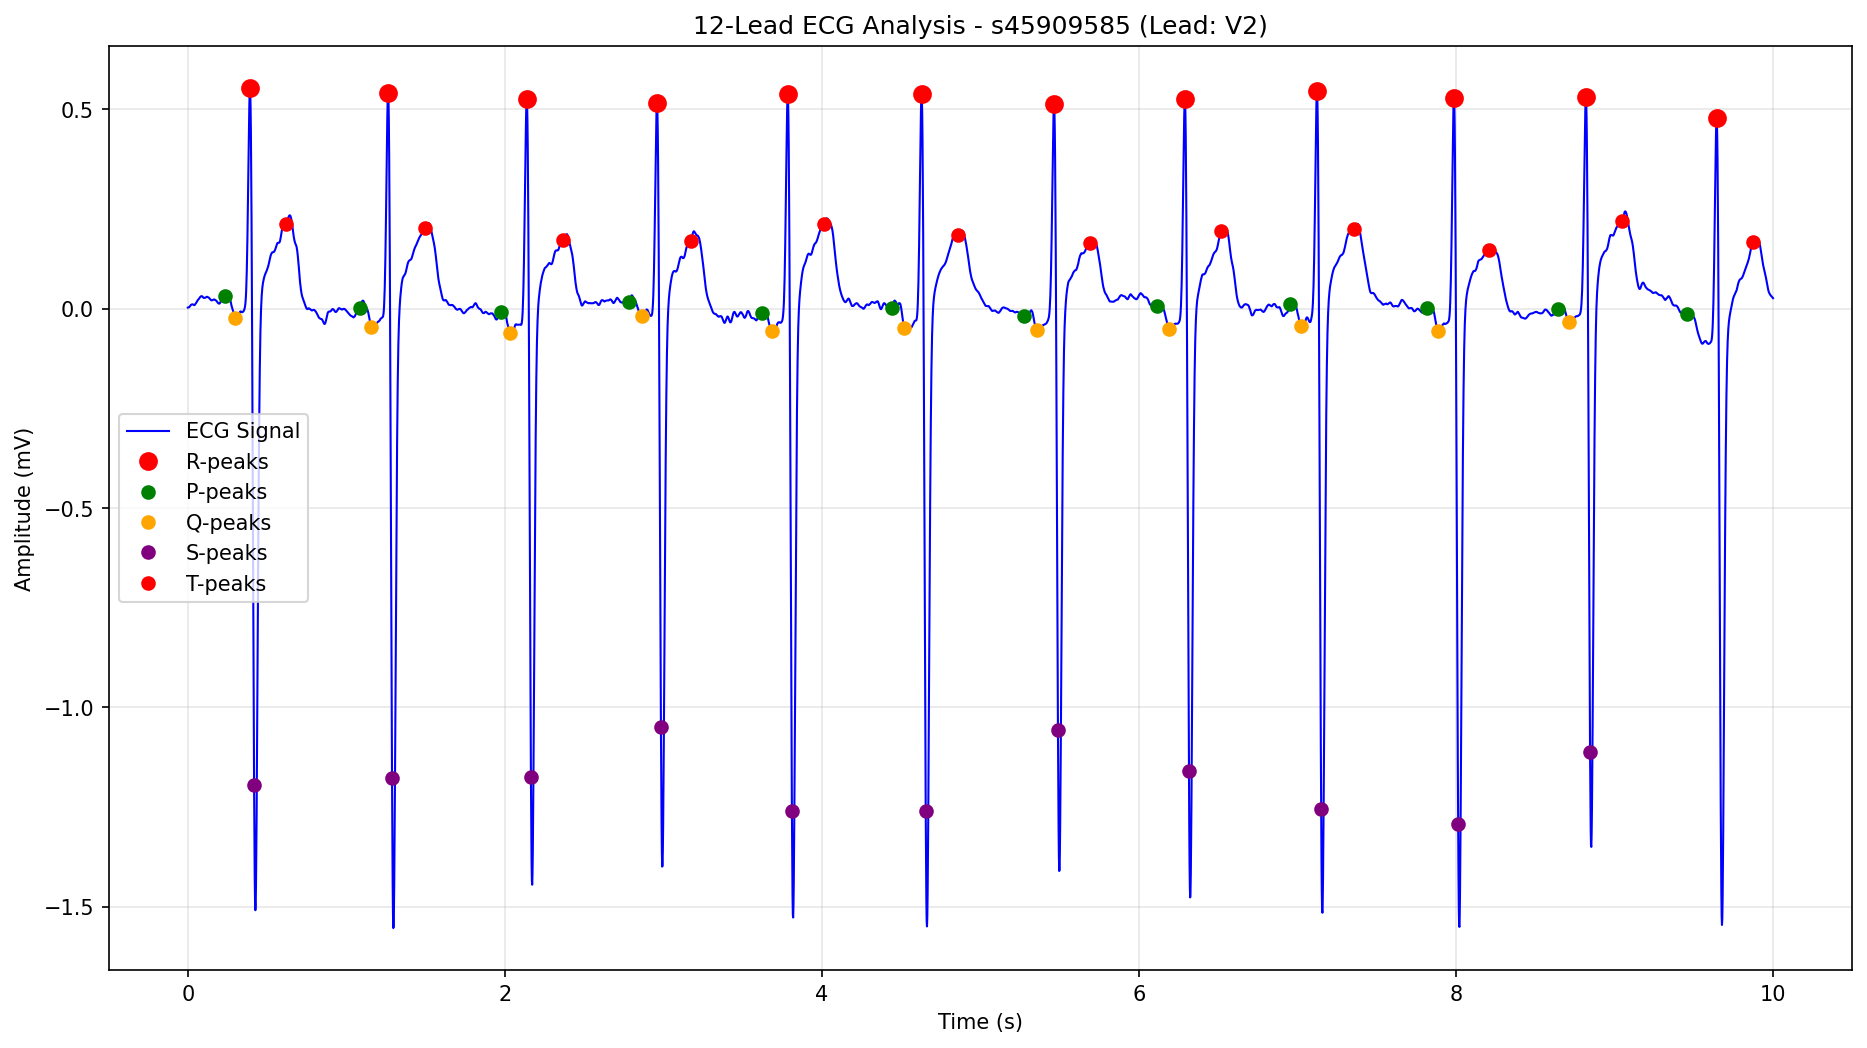 12-Lead ECG Analysis - s45909585 (Lead: V2)
Amplitude (mV)
0.5
0.0
−0.5
−1.0
−1.5
ECG Signal
R-peaks
P-peaks
Q-peaks
S-peaks
T-peaks
0 2 4 6 8 10
Time (s)